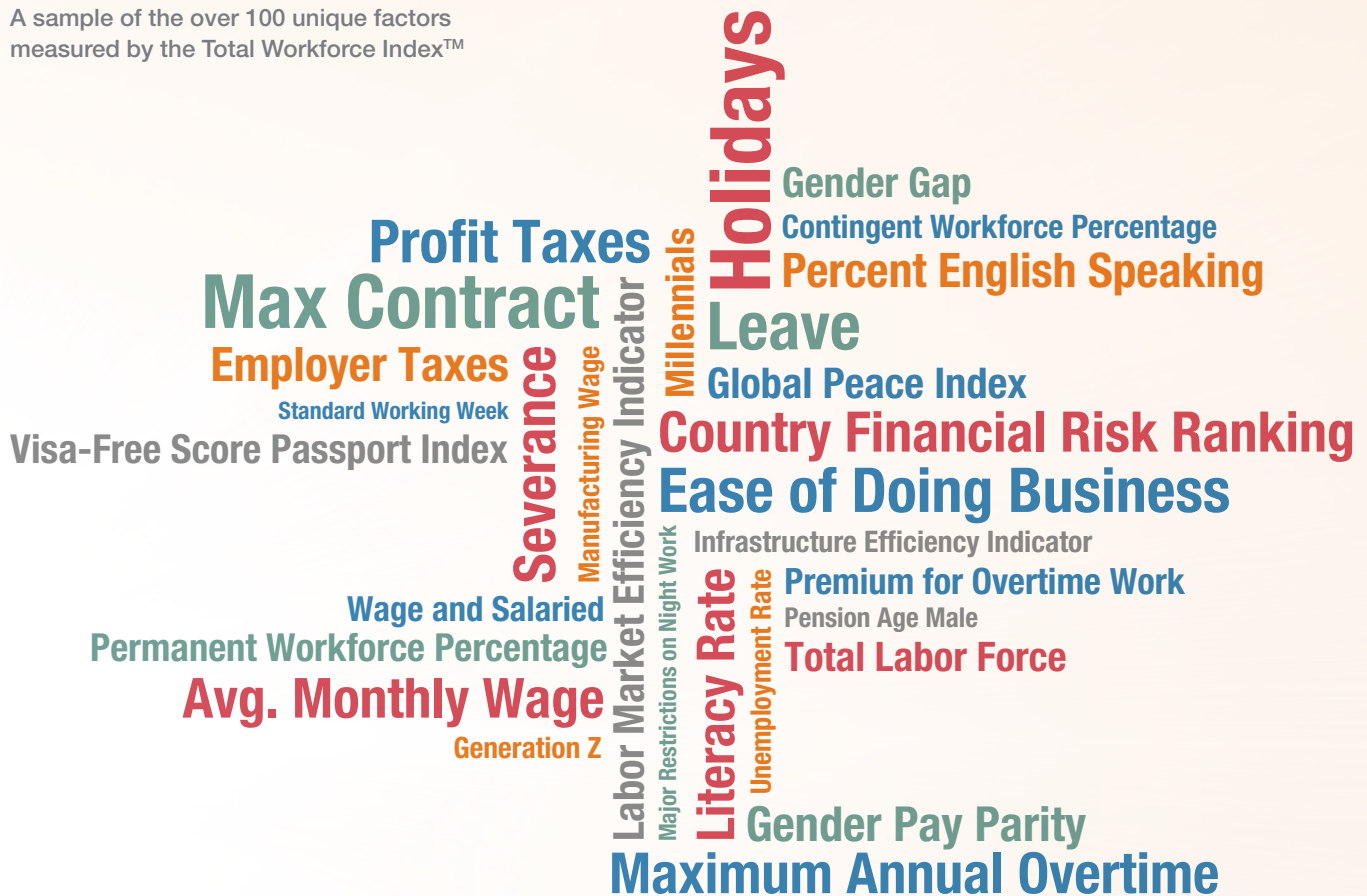 A sample of the over 100 unique factors
measured by the Total Workforce Index™
Holidays
Gender Gap
Contingent Workforce Percentage
Percent English Speaking
Profit Taxes
Millennials
Max Contract
Leave
Employer Taxes
Severance
Manufacturing Wage
Labor Market Efficiency Indicator
Global Peace Index
Standard Working Week
Visa-Free Score Passport Index
Country Financial Risk Ranking
Ease of Doing Business
Infrastructure Efficiency Indicator
Major Restrictions on Night Work
Literacy Rate
Unemployment Rate
Premium for Overtime Work
Pension Age Male
Total Labor Force
Wage and Salaried
Permanent Workforce Percentage
Avg. Monthly Wage
Generation Z
Gender Pay Parity
Maximum Annual Overtime